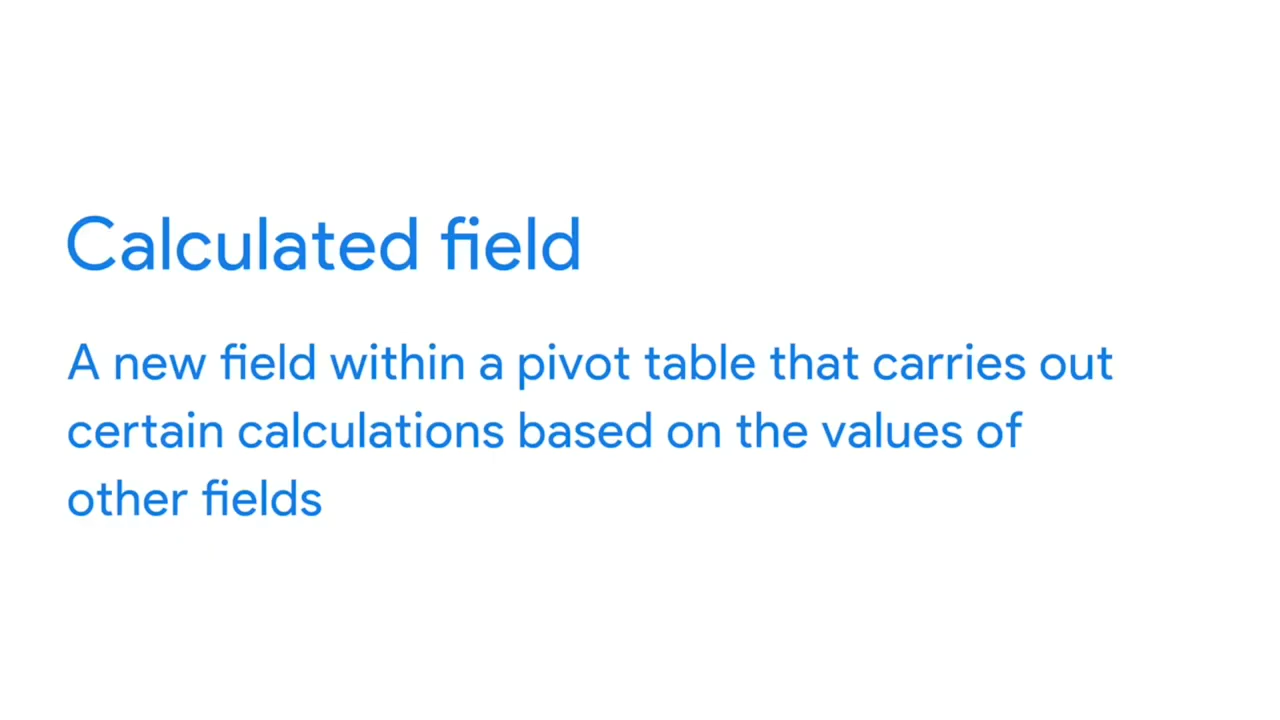 Calculated field
A new field within a pivot table that carries out
certain calculations based on the values of
other fields